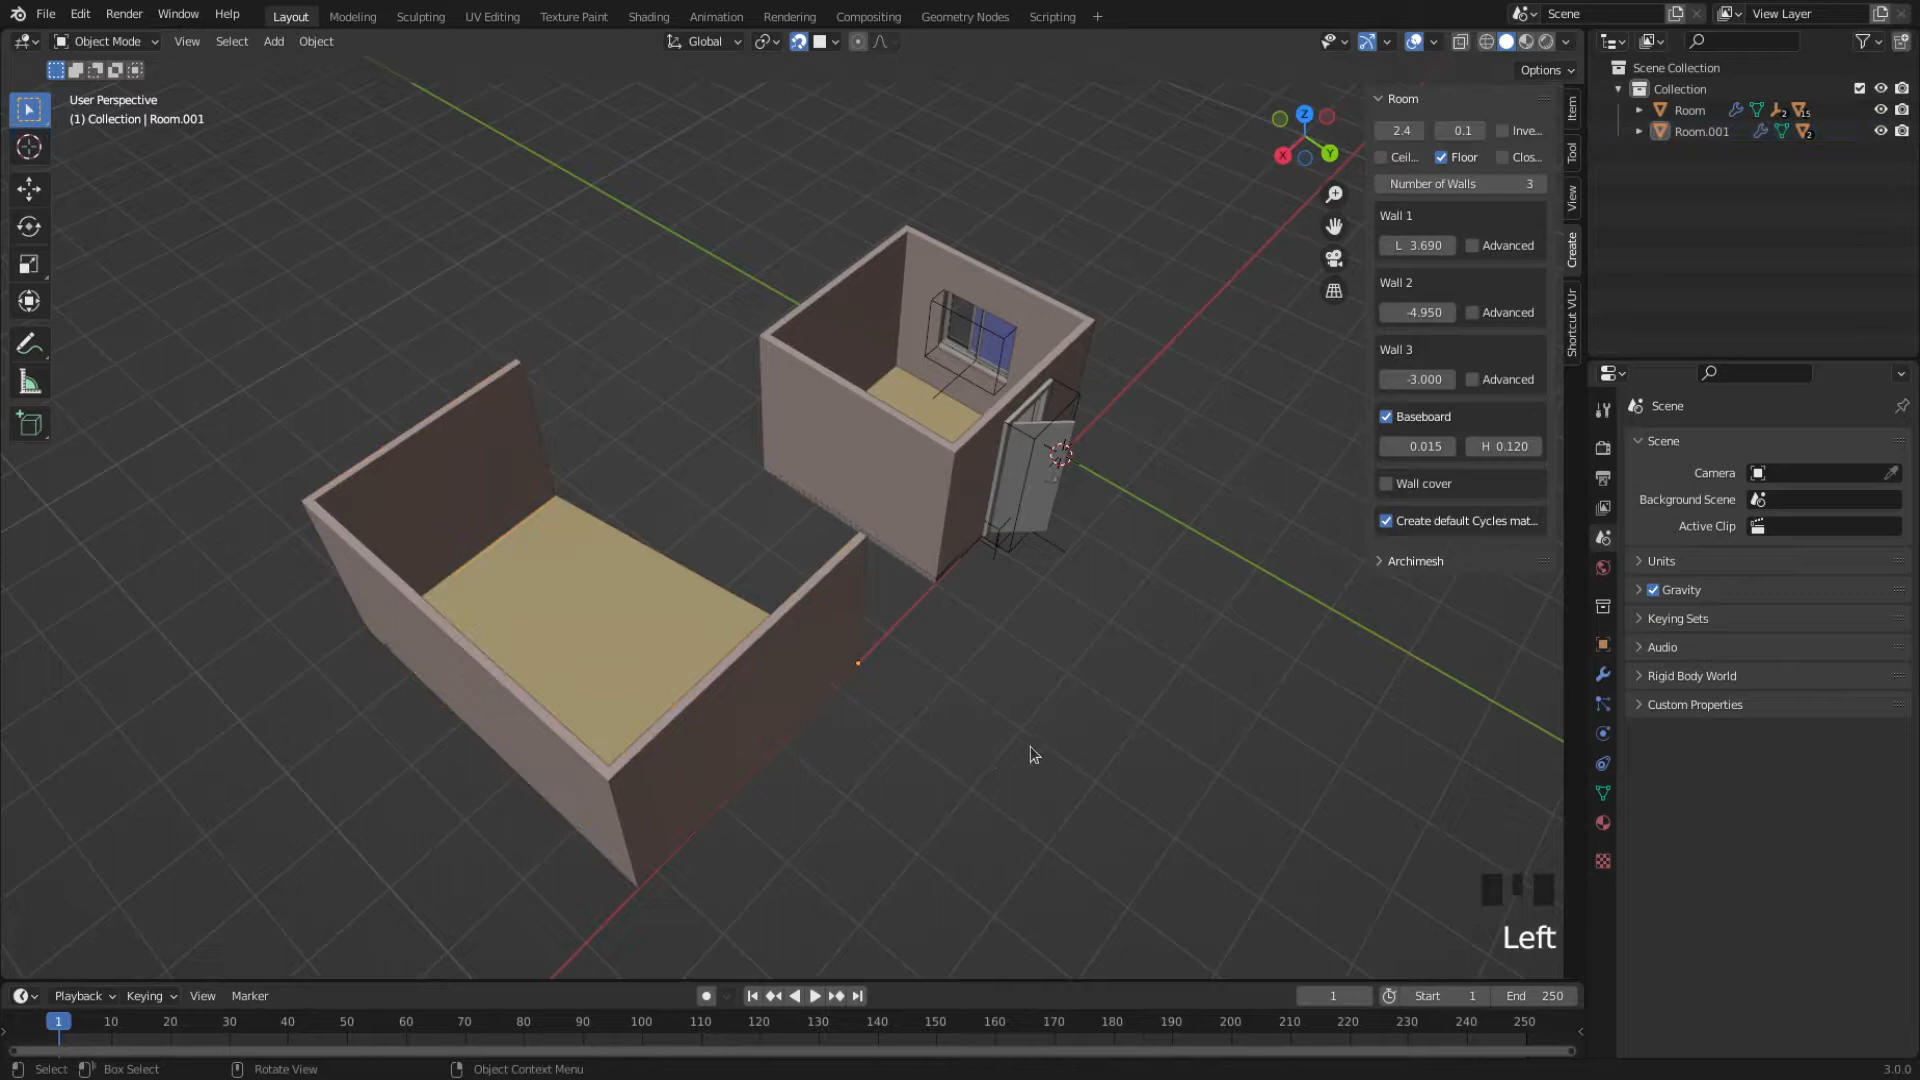 File Edit Render Window Help
Layout Modeling Sculpting UV Editing Texture Paint Shading Animation Rendering Compositing Geometry Nodes Scripting +
Scene
View Layer
Object Mode View Select Add Object
Global
Options
User Perspective
(1) Collection | Room.001
Z
X
Y
Room
2.4 0.1 Inve...
Ceil... Floor Clos...
Number of Walls 3
Wall 1
L 3.690 Advanced
Wall 2
-4.950 Advanced
Wall 3
-3.000 Advanced
Baseboard
0.015 H 0.120
Wall cover
Create default Cycles mat...
Archimesh
Item
Tool
View
Create
Shortcut VUr
Scene Collection
Collection
Room 2 15
Room.001 2
Scene
Scene
Camera
Background Scene
Active Clip
Units
Gravity
Keying Sets
Audio
Rigid Body World
Custom Properties
Left
Playback Keying View Marker
1 Start 1 End 250
1 10 20 30 40 50 60 70 80 90 100 110 120 130 140 150 160 170 180 190 200 210 220 230 240 250
Select Box Select Rotate View Object Context Menu
3.0.0